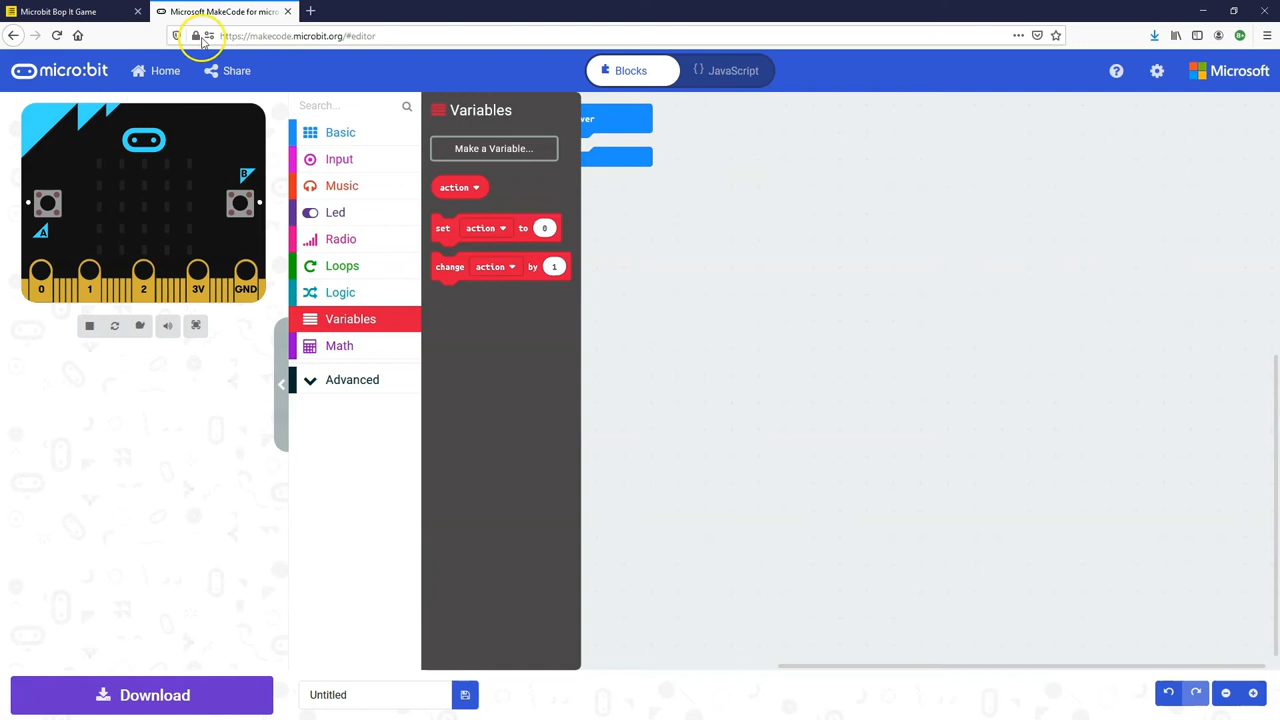 Microbit Bop It Game
Microsoft MakeCode for micro
https://makecode.microbit.org/#editor
micro:bit
Home
Share
Blocks
{ } JavaScript
Microsoft
Search...
Variables
ver
Make a Variable...
Basic
Input
Music
Led
Radio
Loops
Logic
Variables
Math
Advanced
action
set action to 0
change action by 1
B
A
0 1 2 3V GND
Download
Untitled